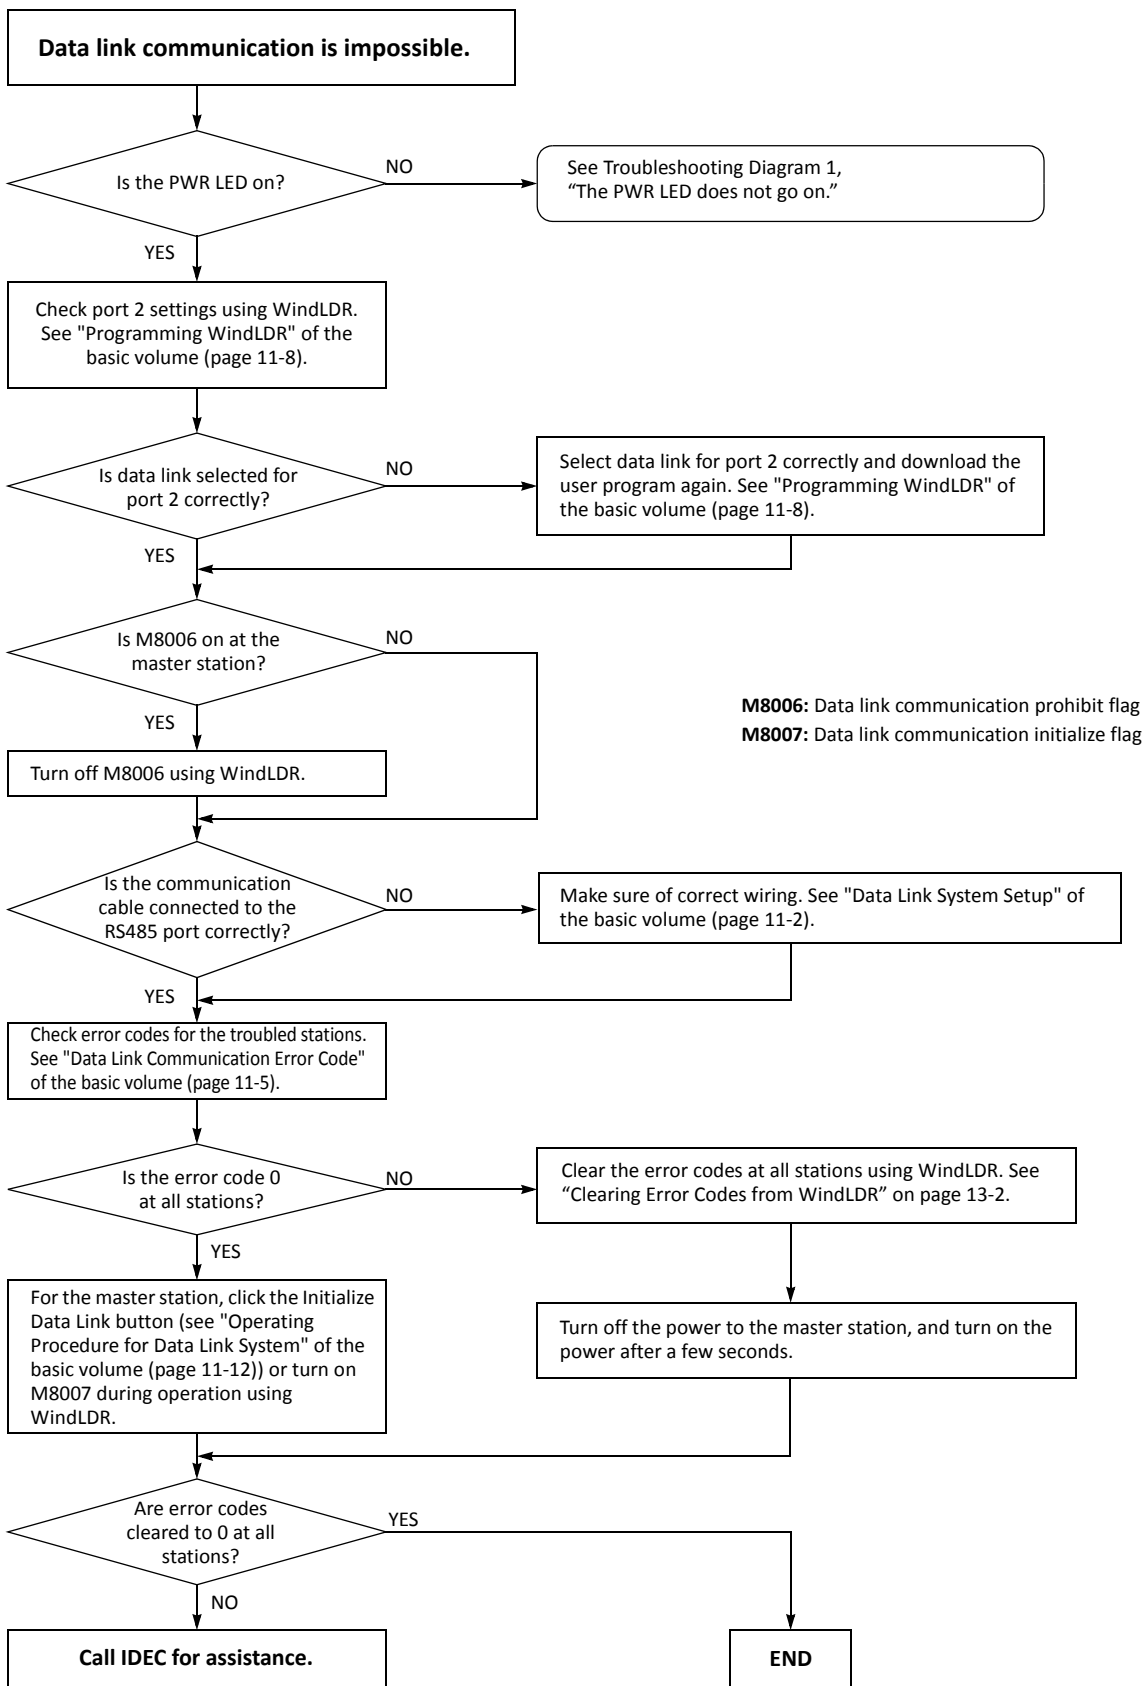 Data link communication is impossible.
Is the PWR LED on?
NO
See Troubleshooting Diagram 1,
“The PWR LED does not go on.”
YES
Check port 2 settings using WindLDR.
See "Programming WindLDR" of the
basic volume (page 11-8).
Is data link selected for
port 2 correctly?
NO
Select data link for port 2 correctly and download the
user program again. See "Programming WindLDR" of
the basic volume (page 11-8).
YES
Is M8006 on at the
master station?
NO
M8006: Data link communication prohibit flag
M8007: Data link communication initialize flag
YES
Turn off M8006 using WindLDR.
Is the communication
cable connected to the
RS485 port correctly?
NO
Make sure of correct wiring. See "Data Link System Setup" of
the basic volume (page 11-2).
YES
Check error codes for the troubled stations.
See "Data Link Communication Error Code"
of the basic volume (page 11-5).
Is the error code 0
at all stations?
NO
Clear the error codes at all stations using WindLDR. See
“Clearing Error Codes from WindLDR” on page 13-2.
YES
For the master station, click the Initialize
Data Link button (see "Operating
Procedure for Data Link System" of the
basic volume (page 11-12)) or turn on
M8007 during operation using
WindLDR.
Turn off the power to the master station, and turn on the
power after a few seconds.
Are error codes
cleared to 0 at all
stations?
YES
NO
Call IDEC for assistance.
END